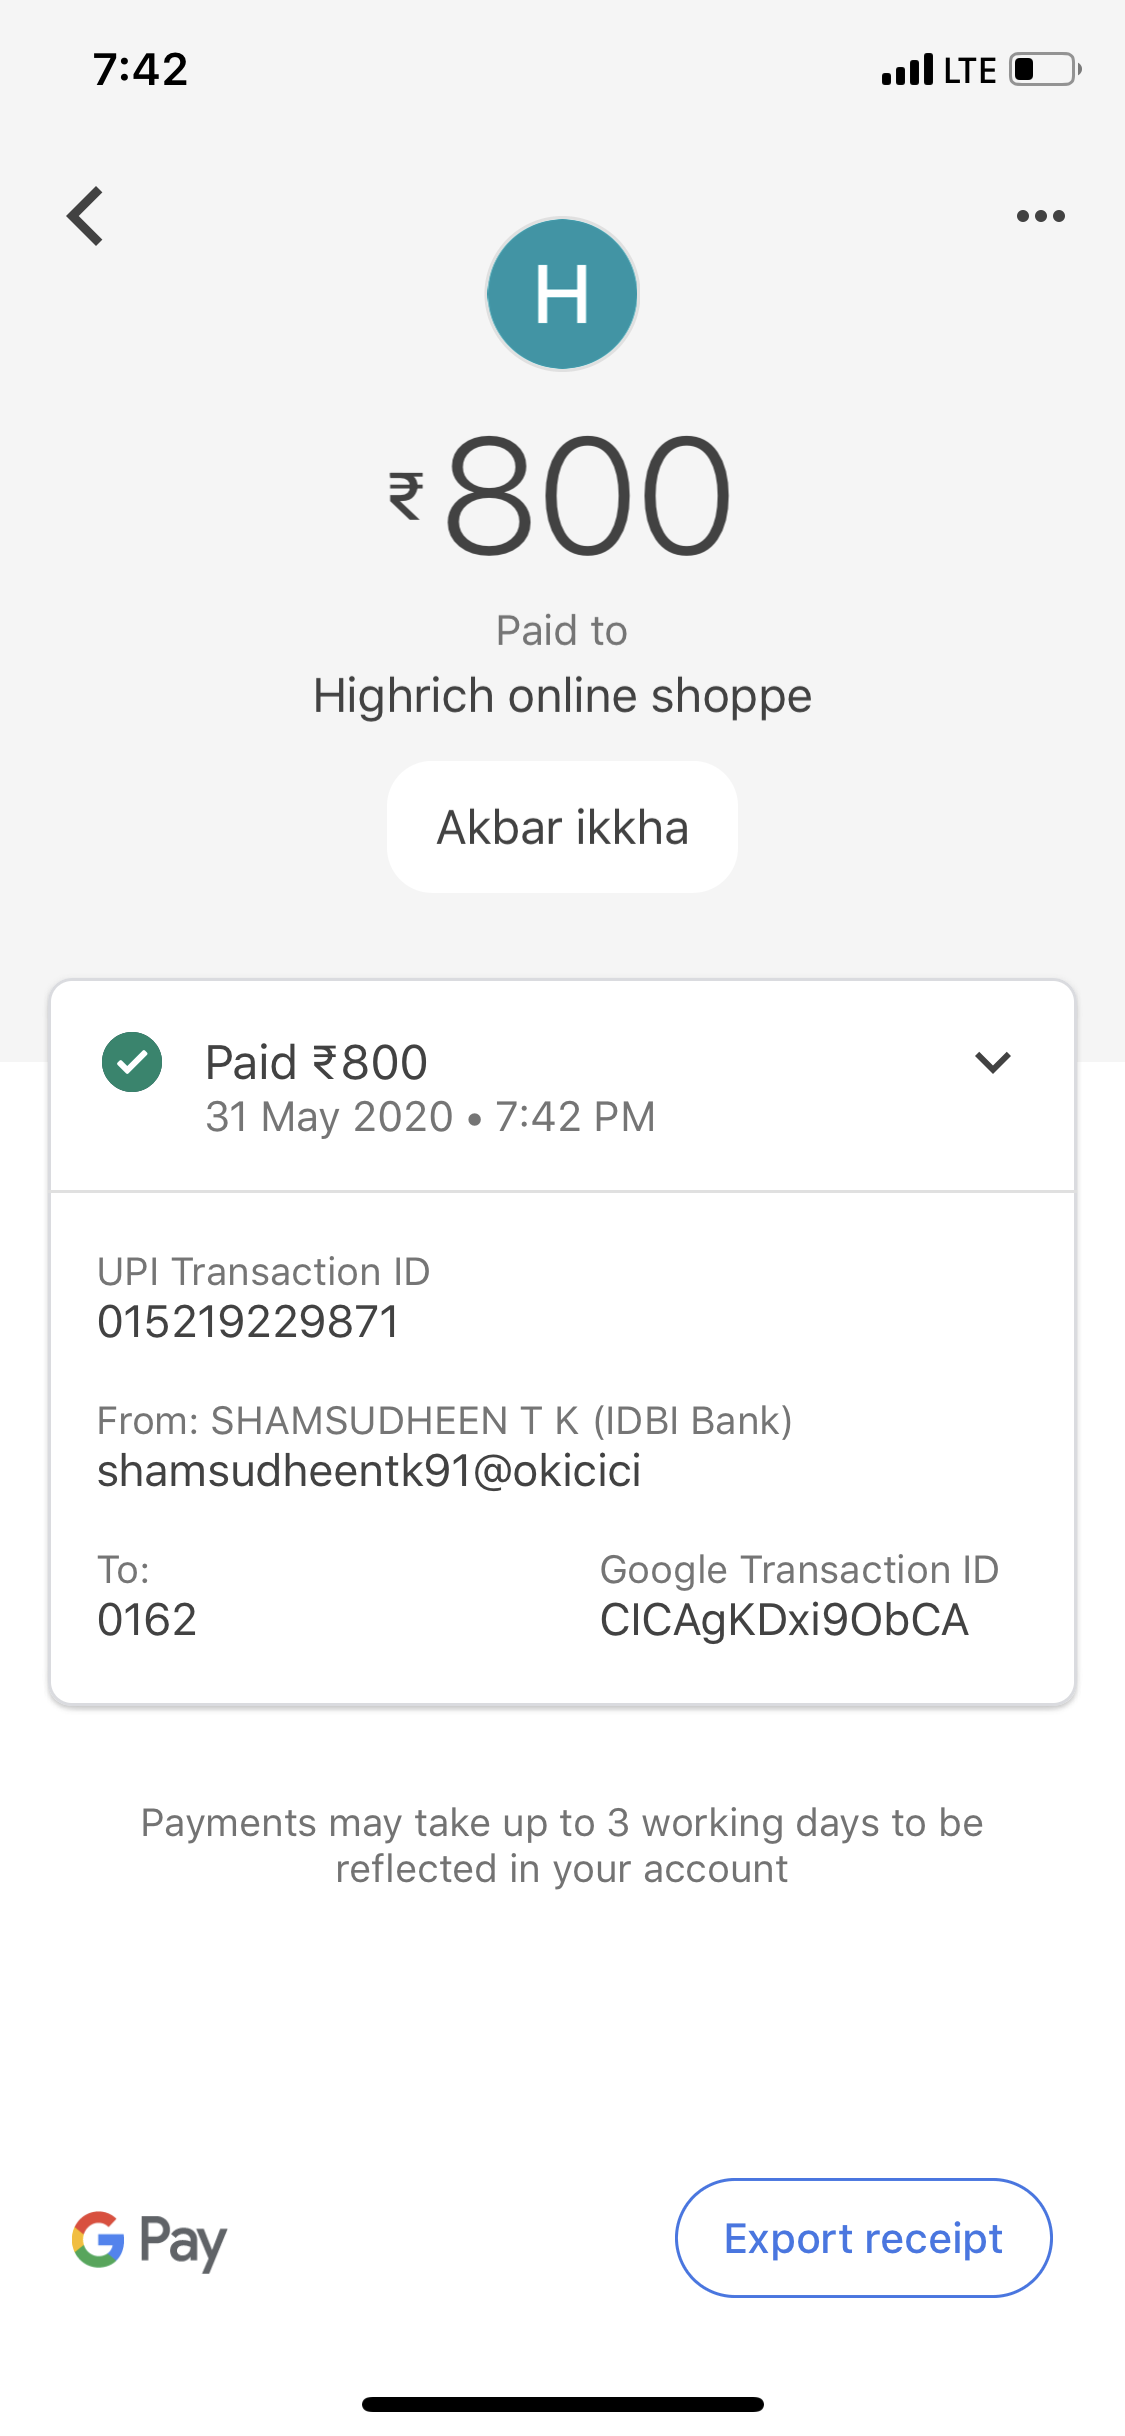 7:42
LTE
H
₹800
Paid to
Highrich online shoppe
Akbar ikkha
Paid ₹800
31 May 2020 • 7:42 PM
UPI Transaction ID
015219229871
From: SHAMSUDHEEN T K (IDBI Bank)
shamsudheentk91@okicici
To:
0162
Google Transaction ID
CICAgKDxi9ObCA
Payments may take up to 3 working days to be
reflected in your account
G Pay
Export receipt